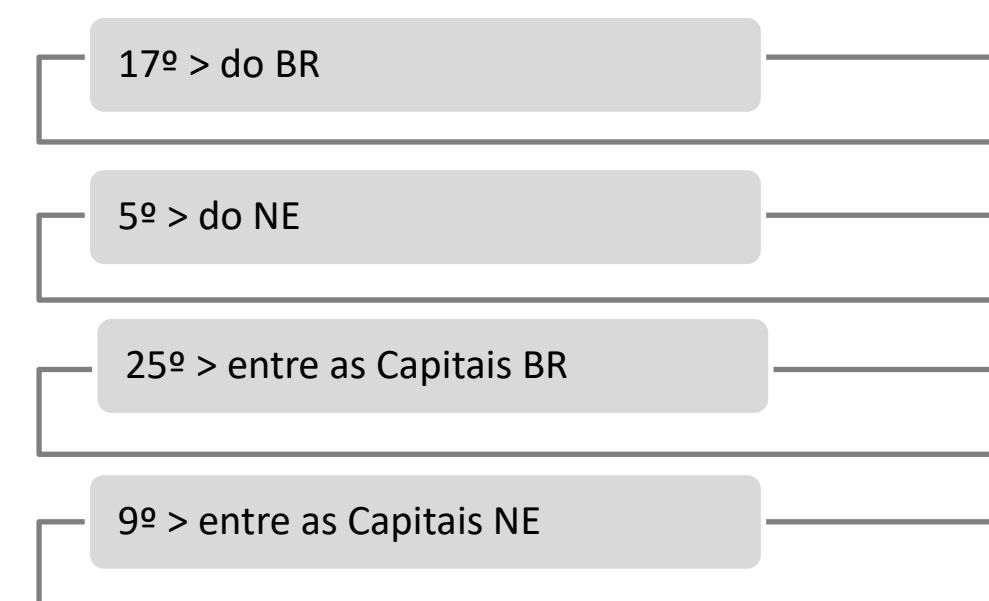 17º > do BR
5º > do NE
25º > entre as Capitais BR
9º > entre as Capitais NE